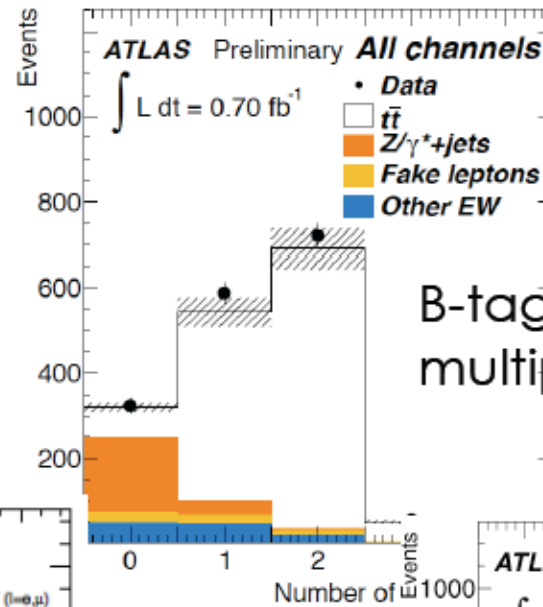 Events
ATLAS Preliminary All channels
∫ L dt = 0.70 fb⁻¹
Data
tt̄
Z/γ*+jets
Fake leptons
Other EW
1000
800
600
400
200
0 1 2
Number of
B-tag
multip
Events
1000
ATL
(l=e,μ)